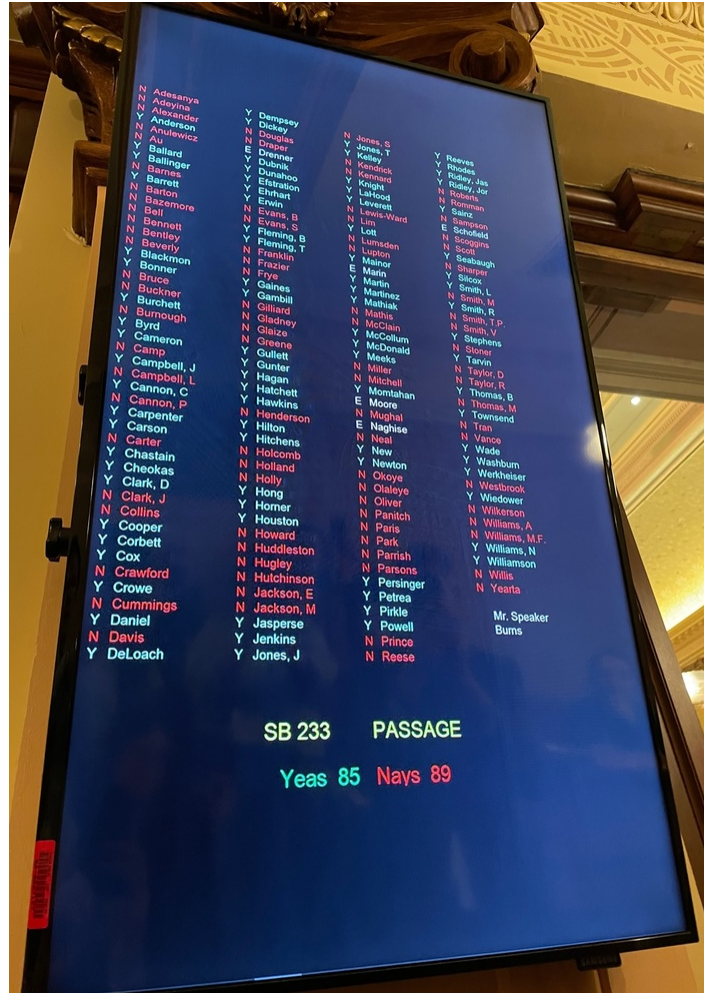 N Adesanya
N Adeyina
N Alexander
Y Anderson
N Anulewicz
N Au
Y Ballard
Y Ballinger
N Barnes
Y Barrett
N Barton
N Bazemore
N Bell
N Bennett
N Bentley
N Beverly
Y Blackmon
Y Bonner
N Bruce
N Buckner
Y Burchett
N Burnough
Y Byrd
Y Cameron
N Camp
Y Campbell, J
N Campbell, L
Y Cannon, C
N Cannon, P
Y Carpenter
Y Carson
N Carter
Y Chastain
Y Cheokas
Y Clark, D
N Clark, J
N Collins
Y Cooper
Y Corbett
Y Cox
N Crawford
Y Crowe
N Cummings
Y Daniel
N Davis
Y DeLoach
Y Dempsey
Y Dickey
N Douglas
N Draper
E Drenner
Y Dubnik
Y Dunahoo
Y Efstration
Y Ehrhart
Y Erwin
N Evans, B
N Evans, S
Y Fleming, B
Y Fleming, T
N Franklin
N Frazier
N Frye
Y Gaines
Y Gambill
N Gilliard
N Gladney
N Glaize
N Greene
Y Gullett
Y Gunter
Y Hagan
Y Hatchett
Y Hawkins
N Henderson
Y Hilton
Y Hitchens
N Holcomb
N Holland
N Holly
Y Hong
Y Horner
Y Houston
N Howard
N Huddleston
N Hugley
N Hutchinson
N Jackson, E
N Jackson, M
Y Jasperse
Y Jenkins
Y Jones, J
N Jones, S
Y Jones, T
Y Kelley
N Kendrick
N Kennard
Y Knight
Y LaHood
Y Leverett
N Lewis-Ward
N Lim
Y Lott
N Lumsden
N Lupton
Y Mainor
E Marin
Y Martin
Y Martinez
Y Mathiak
N Mathis
N McClain
Y McCollum
Y McDonald
Y Meeks
N Miller
N Mitchell
Y Momtahan
E Moore
N Mughal
E Naghise
N Neal
Y New
Y Newton
N Okoye
N Olaleye
N Oliver
N Panitch
N Paris
N Park
N Parrish
N Parsons
Y Persinger
Y Petrea
Y Pirkle
Y Powell
N Prince
N Reese
Y Reeves
Y Rhodes
Y Ridley, Jas
Y Ridley, Jor
N Roberts
N Romman
Y Sainz
N Sampson
E Schofield
N Scoggins
N Scott
Y Seabaugh
N Sharper
Y Silcox
Y Smith, L
N Smith, M
Y Smith, R
N Smith, T.P.
N Smith, V
Y Stephens
N Stoner
Y Tarvin
N Taylor, D
N Taylor, R
Y Thomas, B
N Thomas, M
Y Townsend
N Tran
N Vance
Y Wade
Y Washburn
Y Werkheiser
N Westbrook
Y Wiedower
N Wilkerson
N Williams, A
N Williams, M.F.
Y Williams, N
Y Williamson
N Willis
N Yearta
Mr. Speaker
Burns
SB 233 PASSAGE
Yeas 85 Nays 89